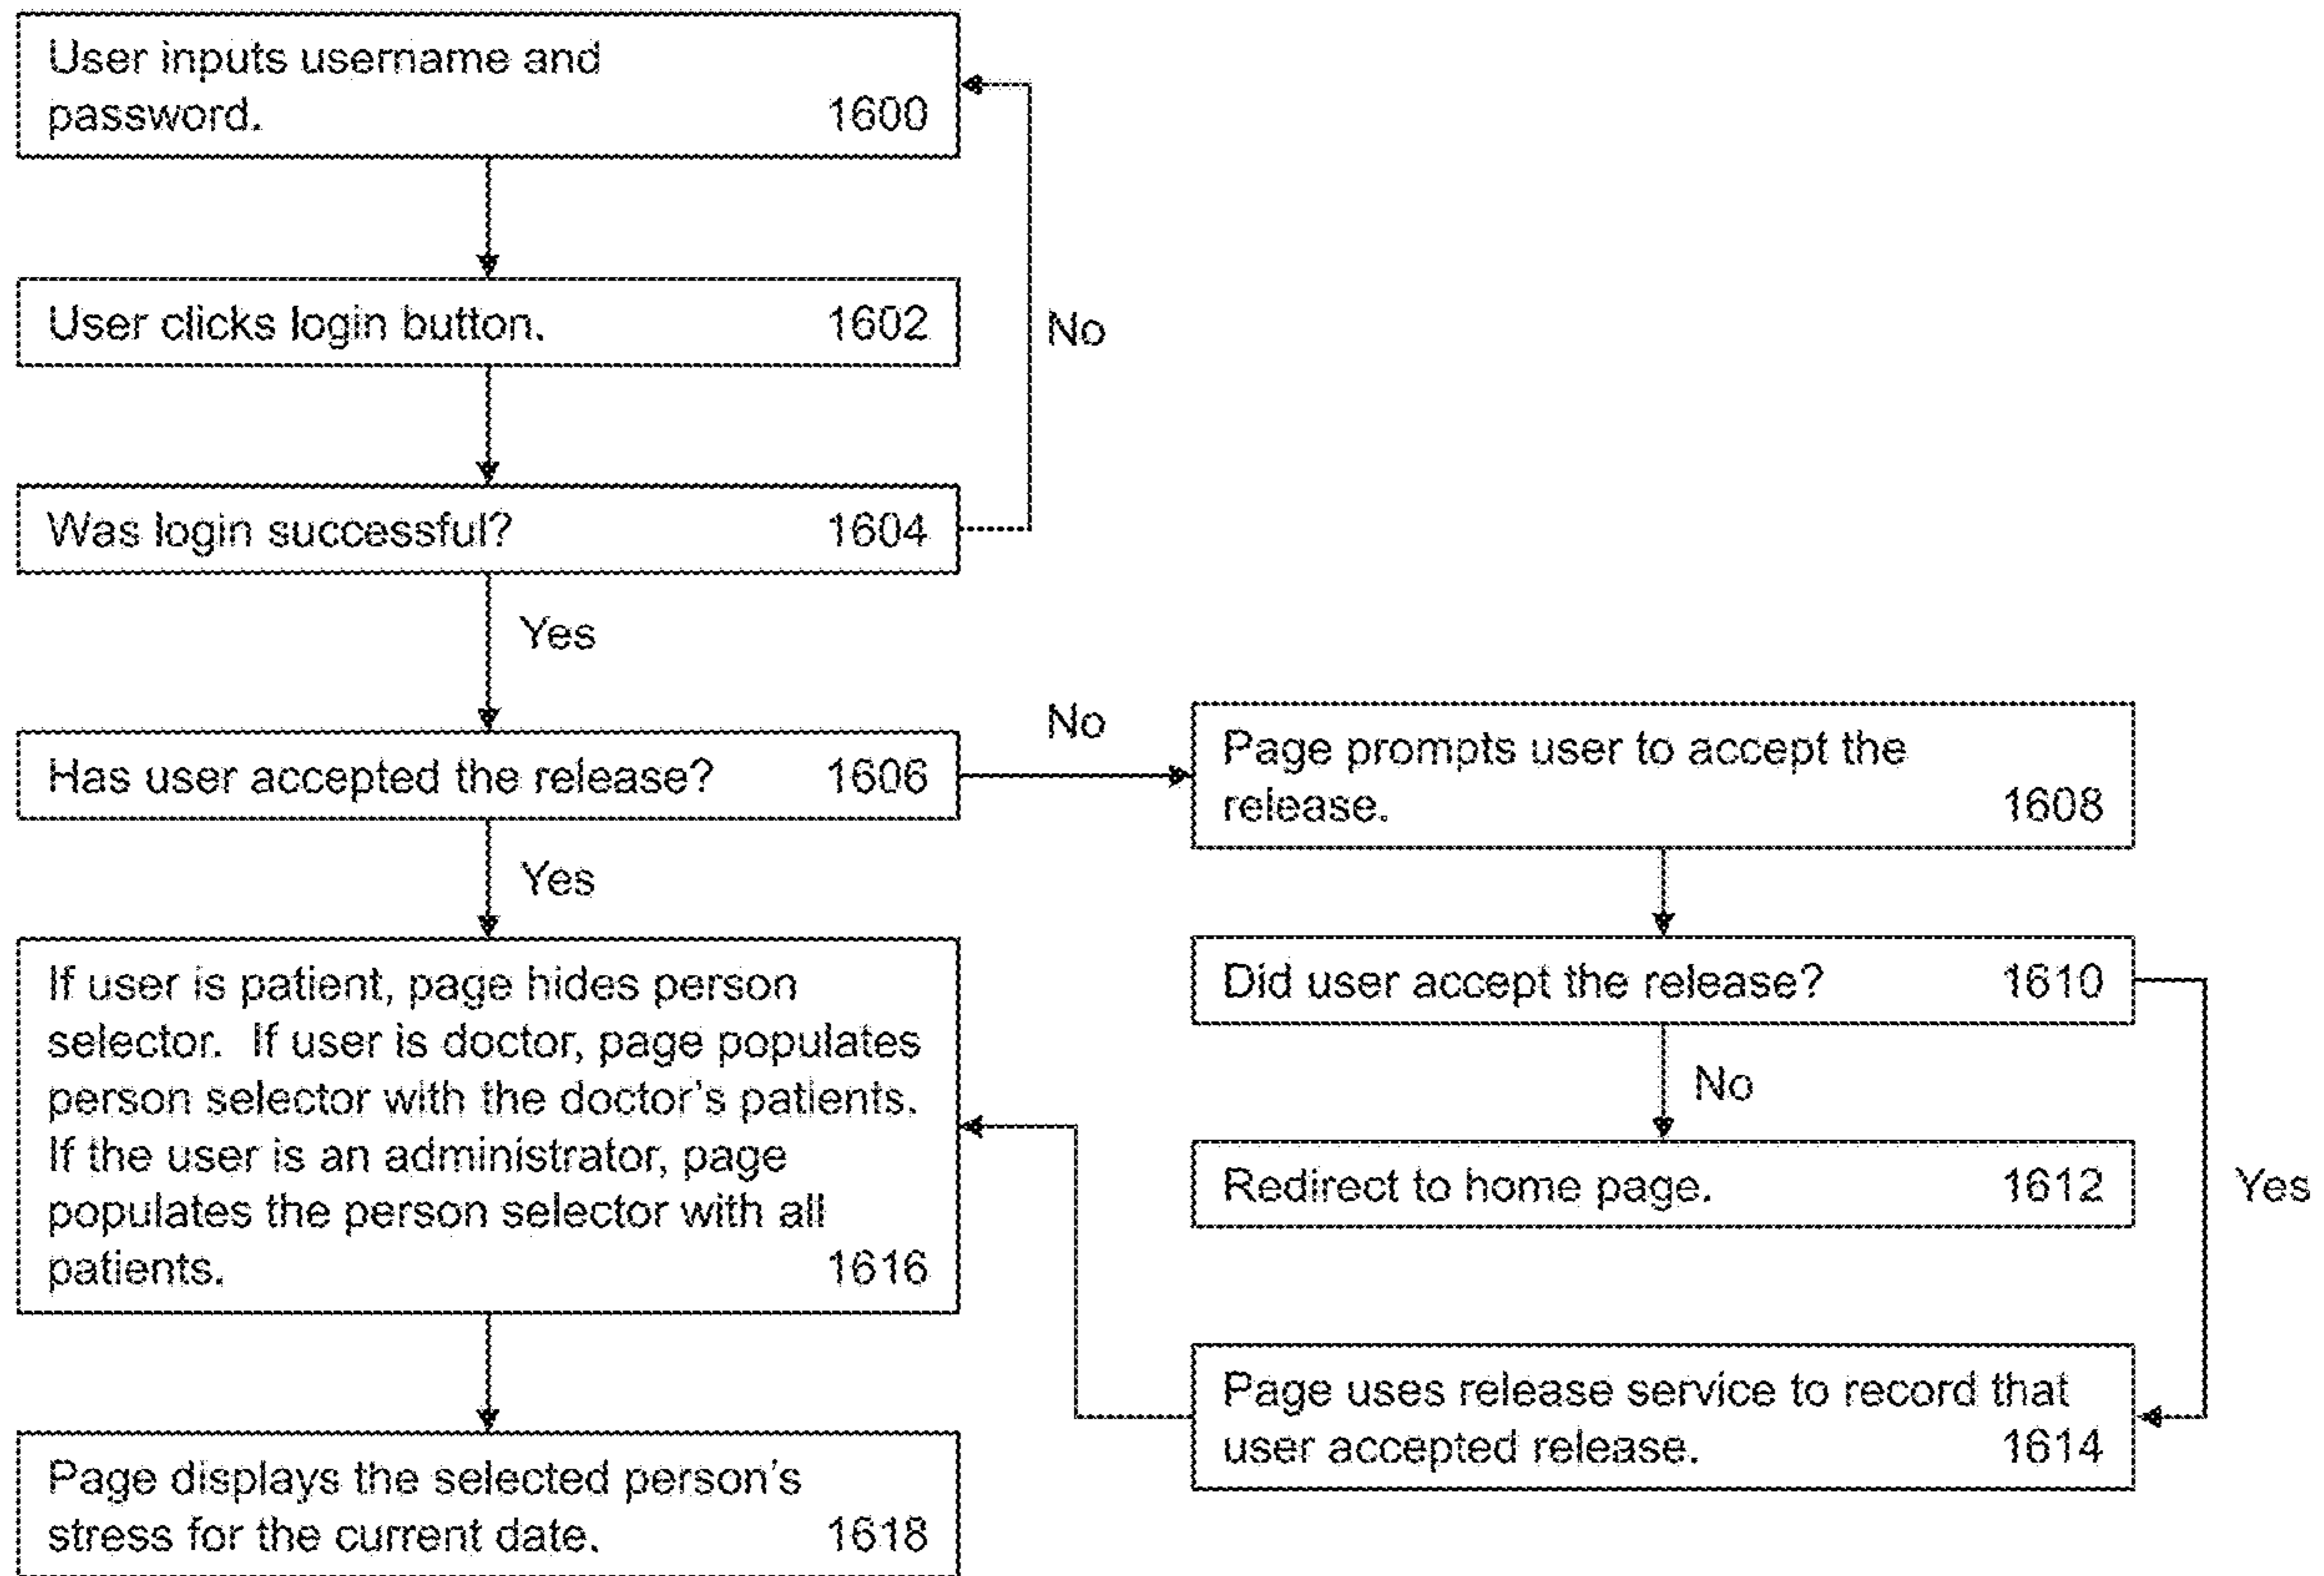 User inputs username and
password. 1600
User clicks login button. 1602
No
Was login successful? 1604
Yes
Has user accepted the release? 1606
No
Page prompts user to accept the
release. 1608
Yes
If user is patient, page hides person
selector. If user is doctor, page populates
person selector with the doctor's patients.
If the user is an administrator, page
populates the person selector with all
patients. 1616
Did user accept the release? 1610
No
Redirect to home page. 1612
Yes
Page uses release service to record that
user accepted release. 1614
Page displays the selected person's
stress for the current date. 1618